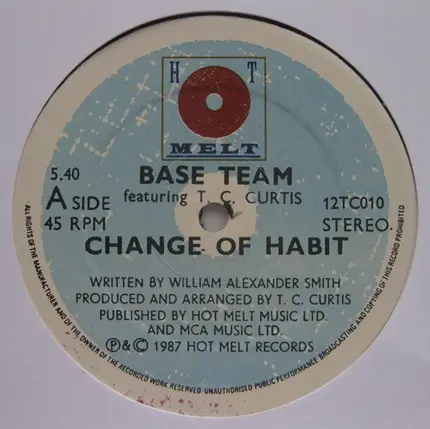 H T
MELT
BASE TEAM
5.40
featuring T. C. CURTIS
12TC010
A SIDE
STEREO.
45 RPM
CHANGE OF HABIT
WRITTEN BY WILLIAM ALEXANDER SMITH
PRODUCED AND ARRANGED BY T. C. CURTIS
PUBLISHED BY HOT MELT MUSIC LTD.
AND MCA MUSIC LTD.
℗&© 1987 HOT MELT RECORDS
ALL RIGHTS OF THE MANUFACTURER AND OF THE OWNER OF THE RECORDED WORK RESERVED UNAUTHORISED PUBLIC PERFORMANCE BROADCASTING AND COPYING OF THIS RECORD PROHIBITED